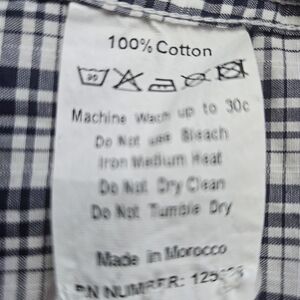 100% Cotton
Machine Wash up to 30c
Do Not use Bleach
Iron Medium Heat
Do Not Dry Clean
Do Not Tumble Dry
Made in Morocco
NUMBER: